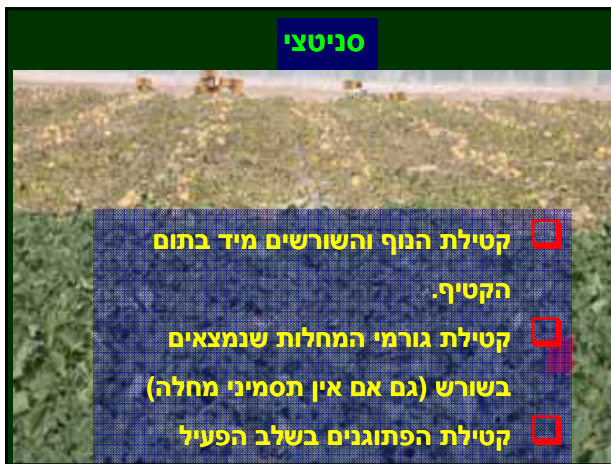 סניטצי
קטילת הנוף והשורשים מיד בתום
הקטיף.
קטילת גורמי המחלות שנמצאים
בשורש (גם אם אין תסמיני מחלה)
קטילת הפתוגנים בשלב הפעיל